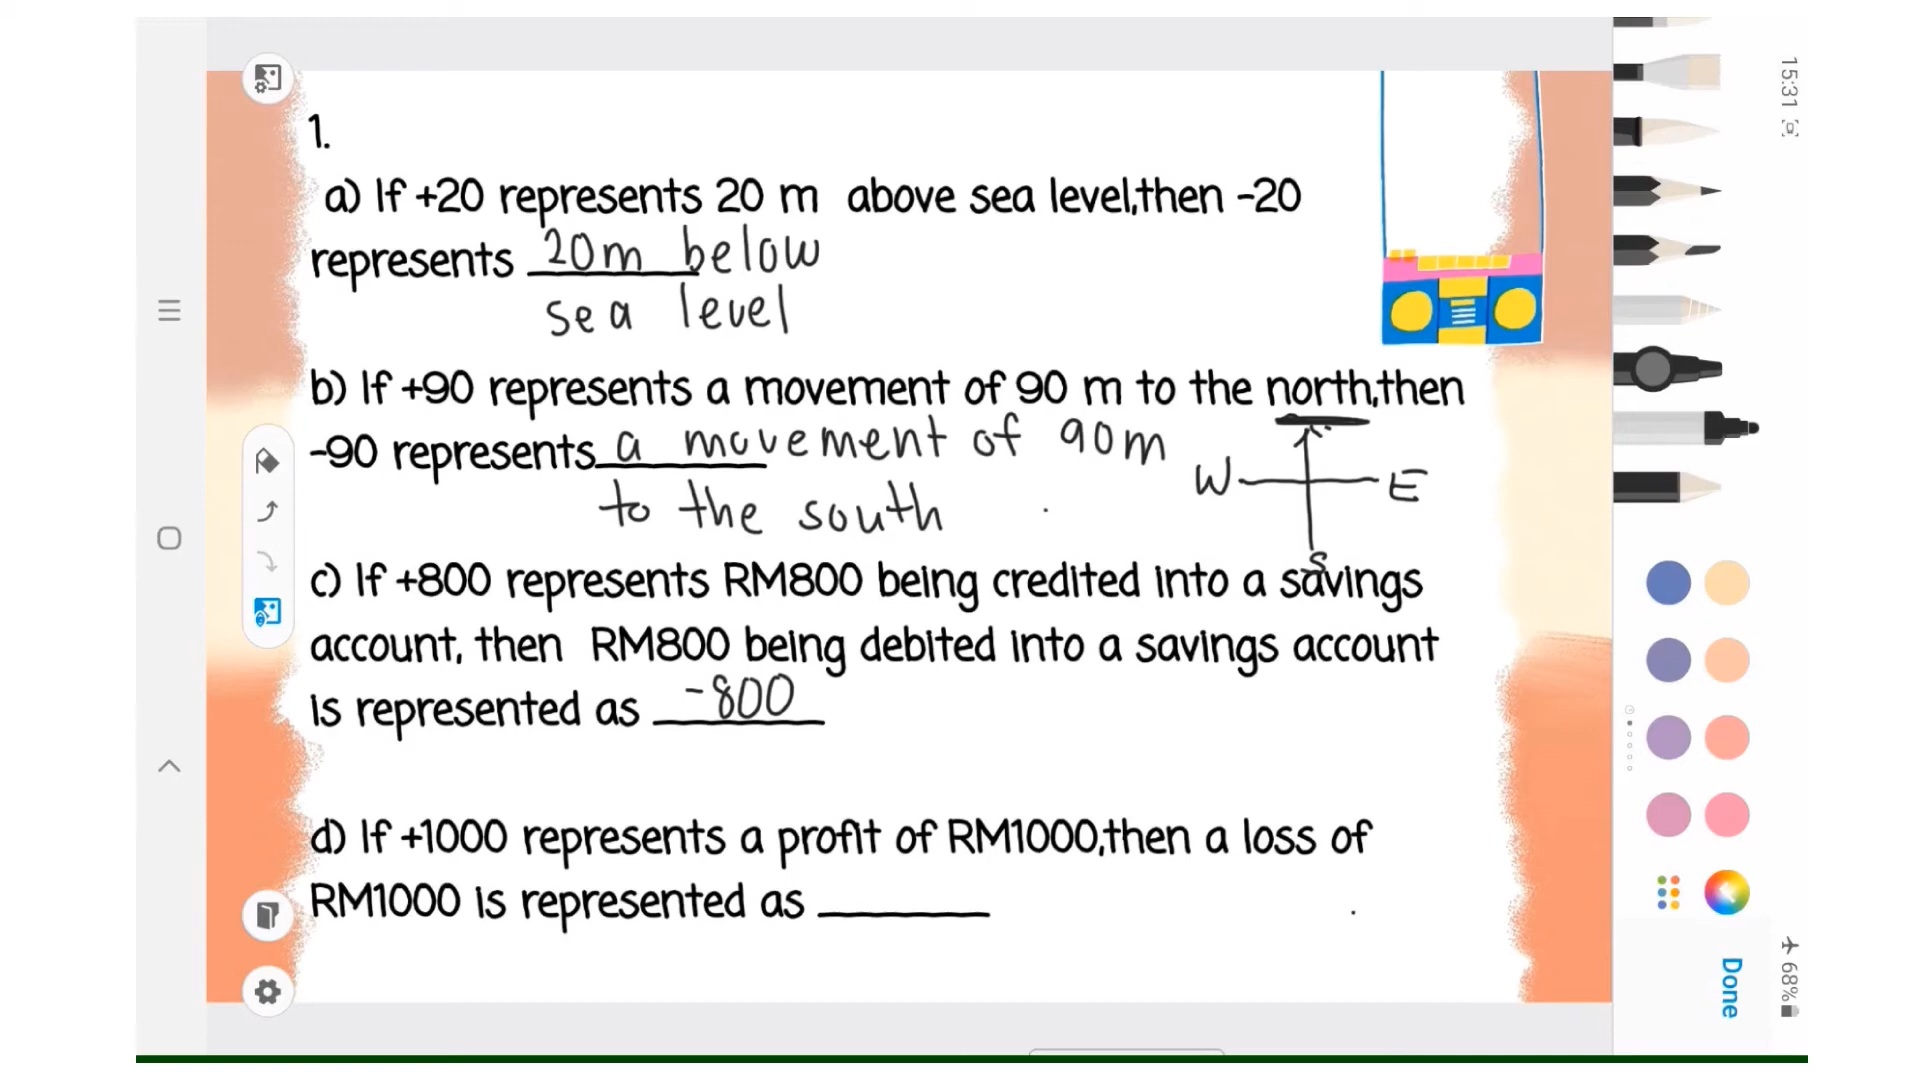 1.
a) If +20 represents 20 m above sea level,then -20
represents 20m below
sea level
b) If +90 represents a movement of 90 m to the north,then
-90 represents a movement of 90m
to the south
W E
S
c) If +800 represents RM800 being credited into a savings
account, then RM800 being debited into a savings account
is represented as -800
d) If +1000 represents a profit of RM1000,then a loss of
RM1000 is represented as
15:31
Done
68%